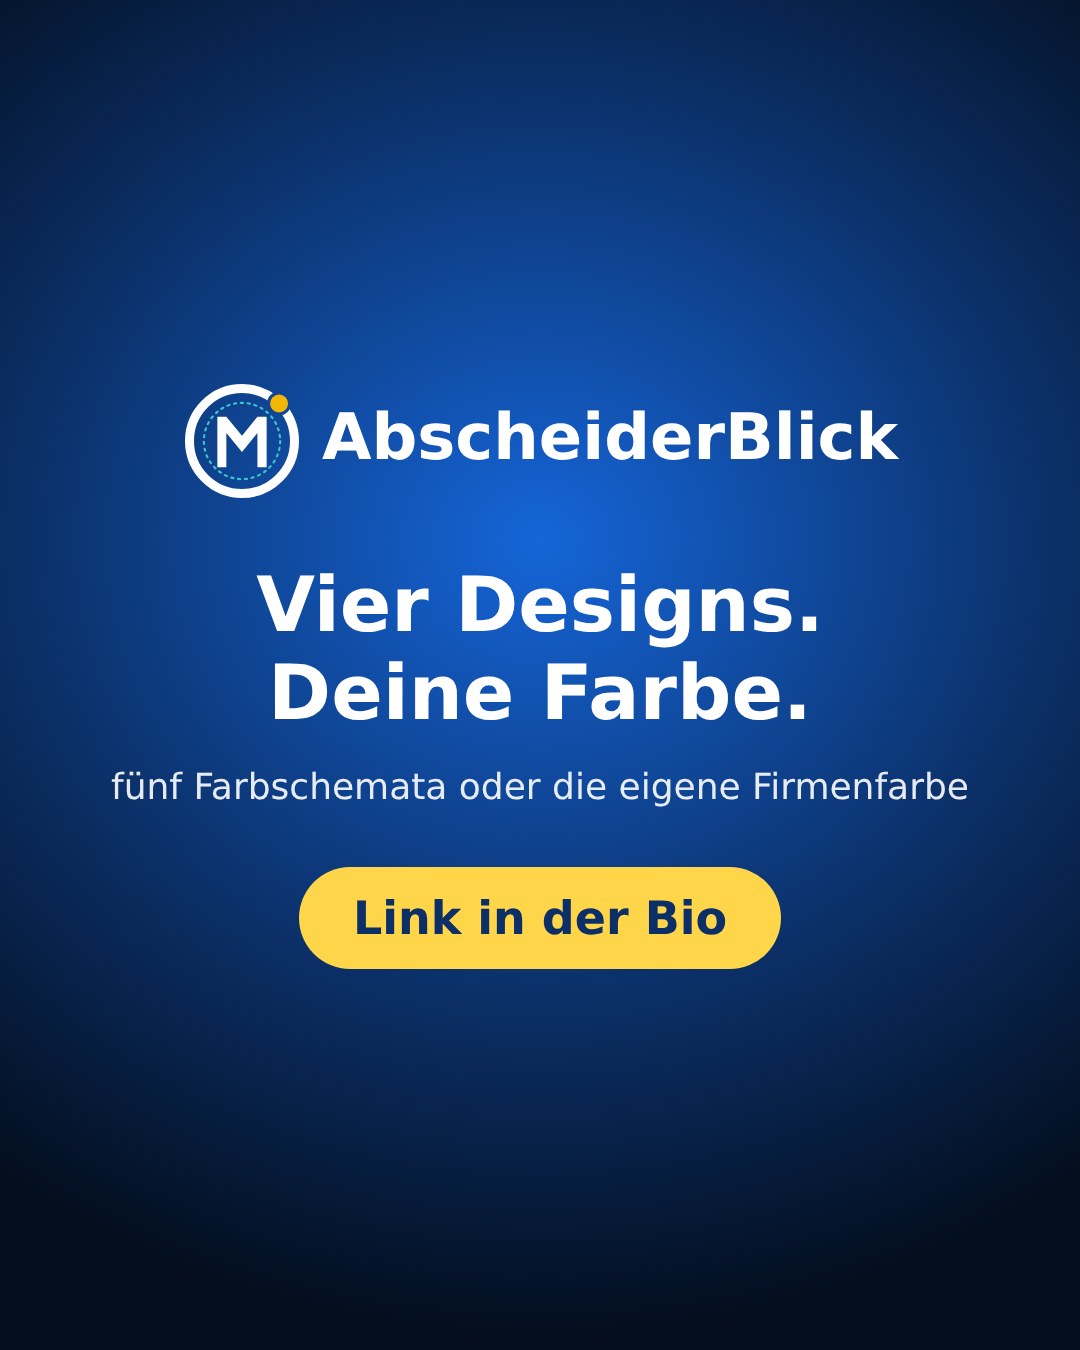 M AbscheiderBlick
Vier Designs.
Deine Farbe.
fünf Farbschemata oder die eigene Firmenfarbe
Link in der Bio